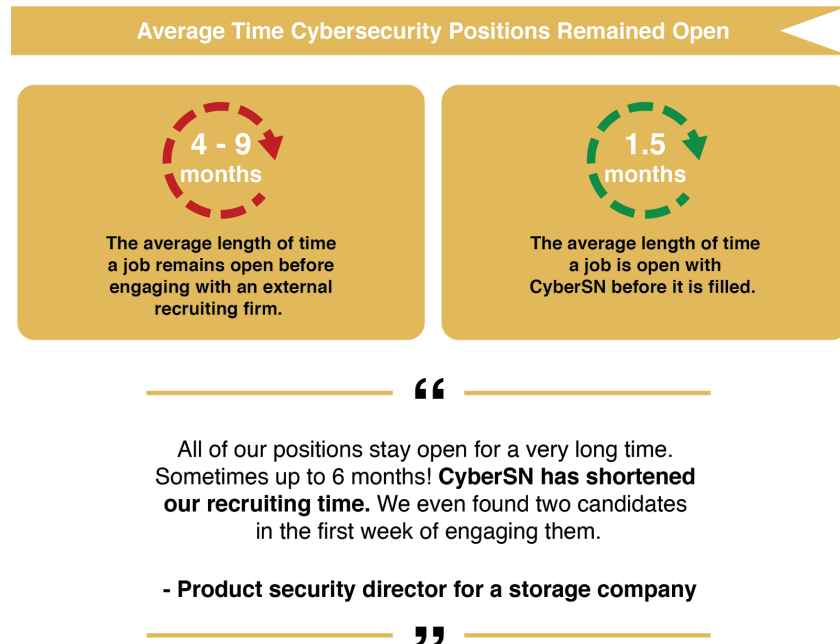 Average Time Cybersecurity Positions Remained Open
4 - 9
months
The average length of time
a job remains open before
engaging with an external
recruiting firm.
1.5
months
The average length of time
a job is open with
CyberSN before it is filled.
“
All of our positions stay open for a very long time.
Sometimes up to 6 months! CyberSN has shortened
our recruiting time. We even found two candidates
in the first week of engaging them.
- Product security director for a storage company
”